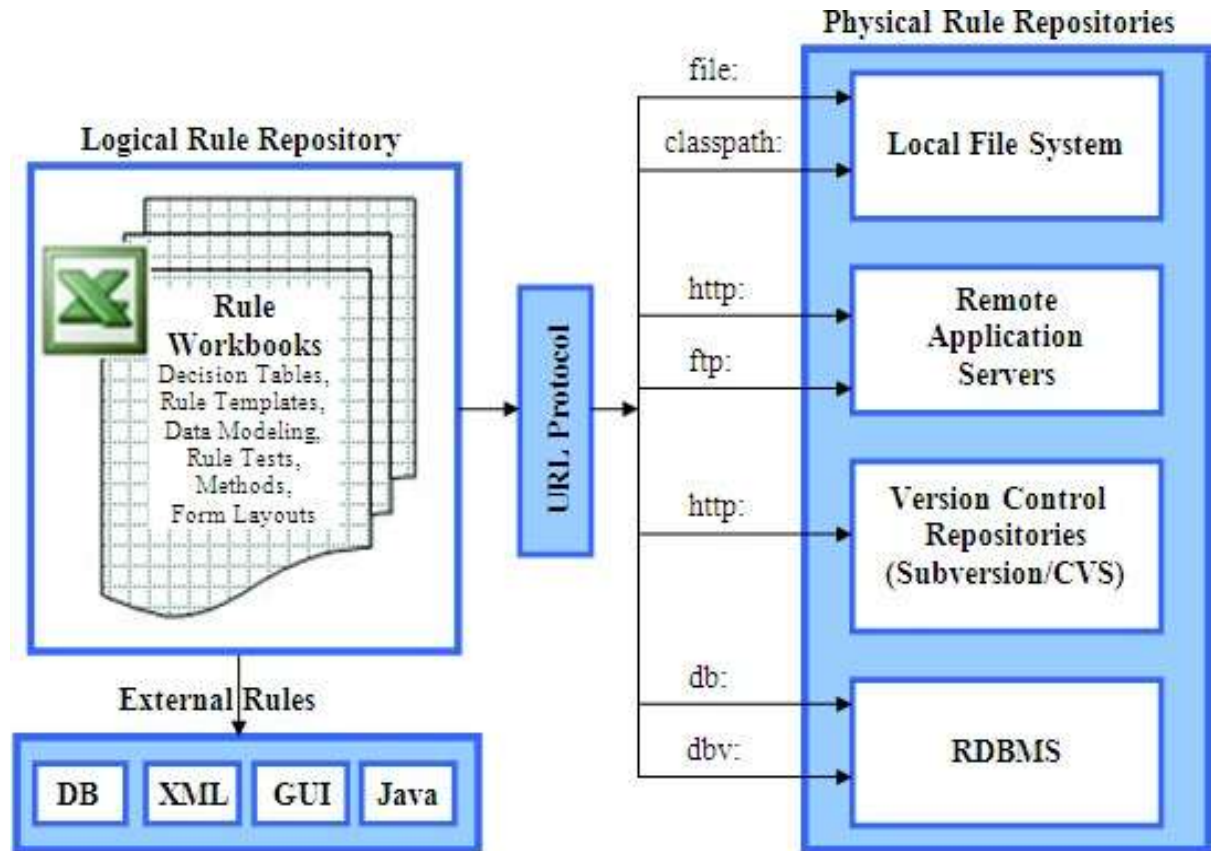 Physical Rule Repositories
Logical Rule Repository
Rule
Workbooks
Decision Tables,
Rule Templates,
Data Modeling,
Rule Tests,
Methods,
Form Layouts
External Rules
DB
XML
GUI
Java
URL Protocol
file:
classpath:
Local File System
http:
ftp:
Remote
Application
Servers
http:
Version Control
Repositories
(Subversion/CVS)
db:
dbv:
RDBMS